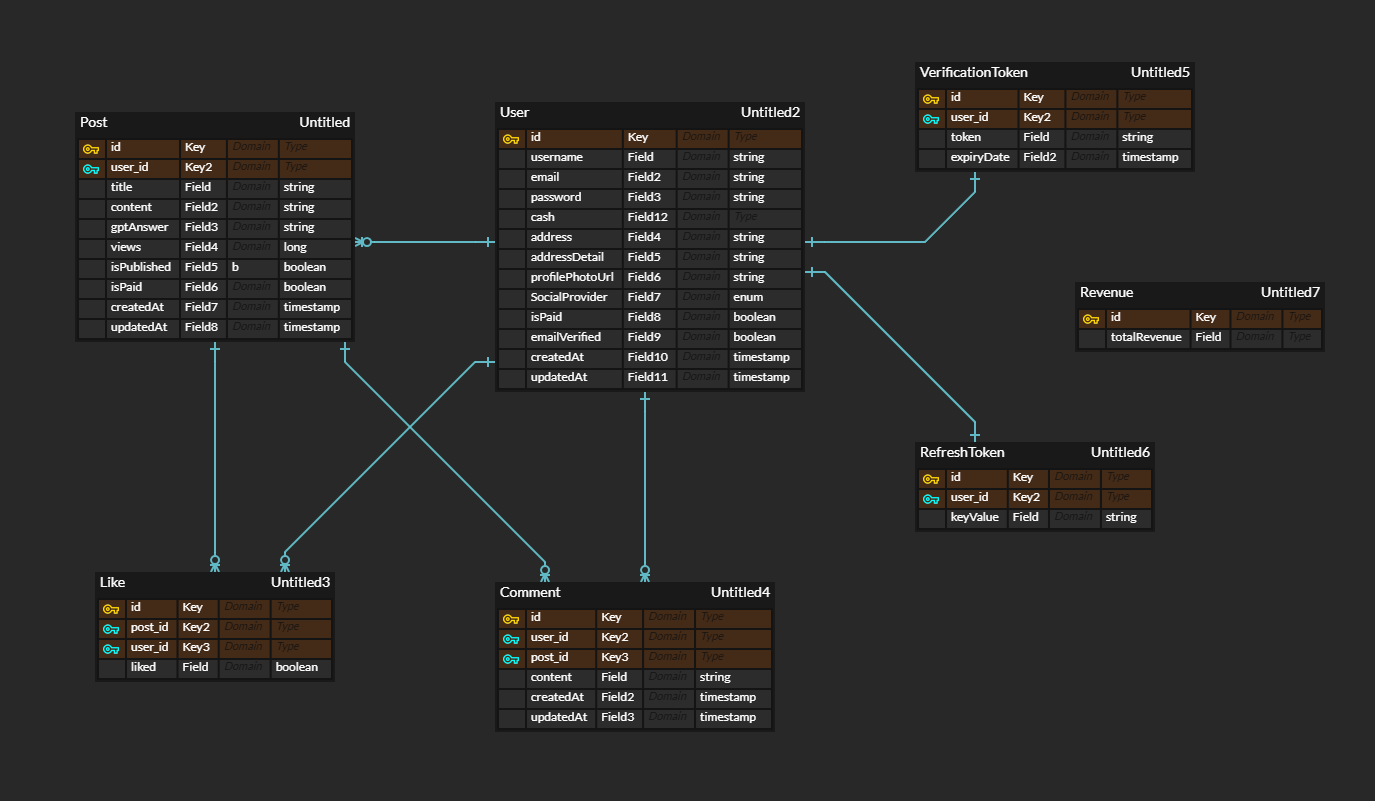 Post Untitled
id Key Domain Type
user_id Key2 Domain Type
title Field Domain string
content Field2 Domain string
gptAnswer Field3 Domain string
views Field4 Domain long
isPublished Field5 b boolean
isPaid Field6 Domain boolean
createdAt Field7 Domain timestamp
updatedAt Field8 Domain timestamp
User Untitled2
id Key Domain Type
username Field Domain string
email Field2 Domain string
password Field3 Domain string
cash Field12 Domain Type
address Field4 Domain string
addressDetail Field5 Domain string
profilePhotoUrl Field6 Domain string
SocialProvider Field7 Domain enum
isPaid Field8 Domain boolean
emailVerified Field9 Domain boolean
createdAt Field10 Domain timestamp
updatedAt Field11 Domain timestamp
VerificationToken Untitled5
id Key Domain Type
user_id Key2 Domain Type
token Field Domain string
expiryDate Field2 Domain timestamp
Revenue Untitled7
id Key Domain Type
totalRevenue Field Domain Type
RefreshToken Untitled6
id Key Domain Type
user_id Key2 Domain Type
keyValue Field Domain string
Like Untitled3
id Key Domain Type
post_id Key2 Domain Type
user_id Key3 Domain Type
liked Field Domain boolean
Comment Untitled4
id Key Domain Type
user_id Key2 Domain Type
post_id Key3 Domain Type
content Field Domain string
createdAt Field2 Domain timestamp
updatedAt Field3 Domain timestamp